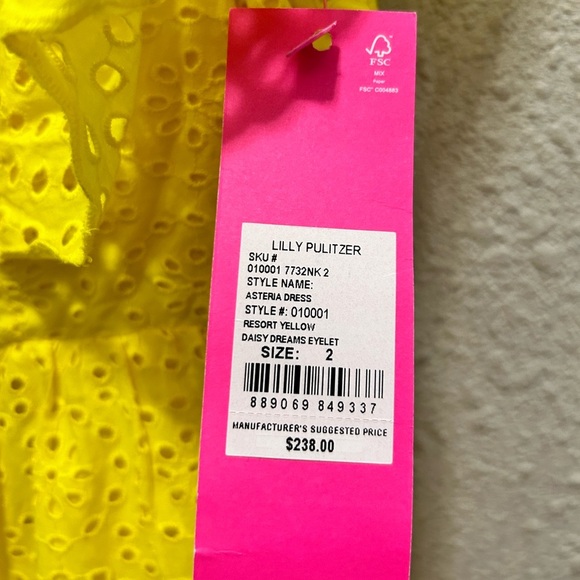 FSC
MIX
Paper
FSC® C004883
LILLY PULITZER
SKU #
010001 7732NK 2
STYLE NAME:
ASTERIA DRESS
STYLE #: 010001
RESORT YELLOW
DAISY DREAMS EYELET
SIZE: 2
889069 849337
MANUFACTURER'S SUGGESTED PRICE
$238.00